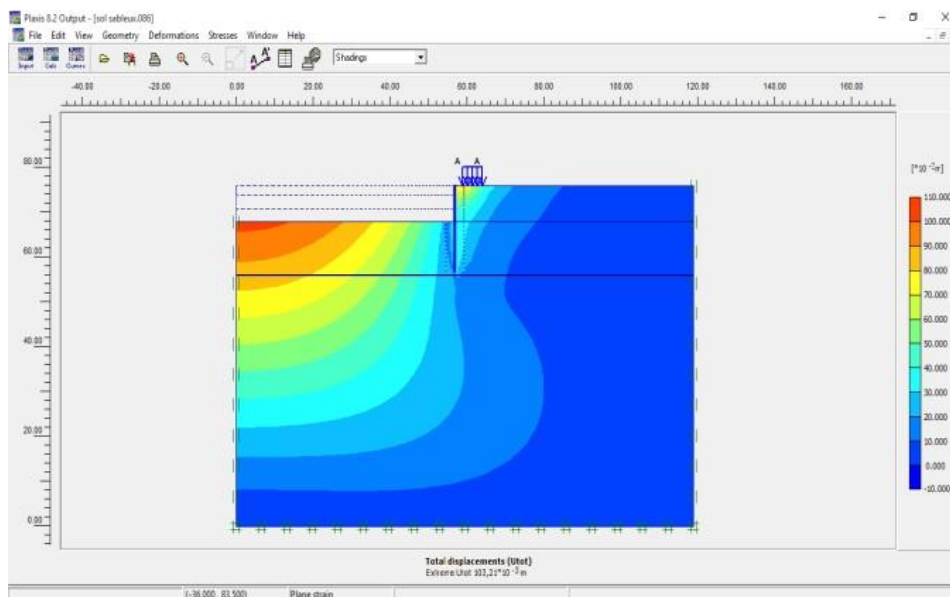 Plaxis 8.2 Output - [sol sableux.086]
File Edit View Geometry Deformations Stresses Window Help
Input Calc Curves Shadings
-40.00 -20.00 0.00 20.00 40.00 60.00 80.00 100.00 120.00 140.00 160.00
80.00
60.00
40.00
20.00
0.00
A A
[*10 -3 m]
110.000
100.000
90.000
80.000
70.000
60.000
50.000
40.000
30.000
20.000
10.000
0.000
-10.000
Total displacements (Utot)
Extreme Utot 103,21*10 -3 m
(-36.000, 83.500) Plane strain